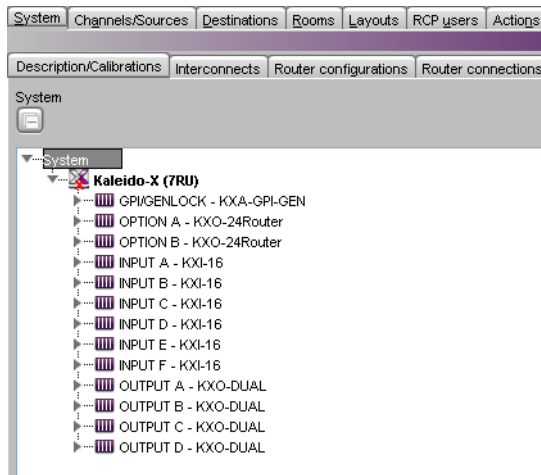 System Channels/Sources Destinations Rooms Layouts RCP users Actions
Description/Calibrations Interconnects Router configurations Router connections
System
System
Kaleido-X (7RU)
GPI/GENLOCK - KXA-GPI-GEN
OPTION A - KXO-24Router
OPTION B - KXO-24Router
INPUT A - KXI-16
INPUT B - KXI-16
INPUT C - KXI-16
INPUT D - KXI-16
INPUT E - KXI-16
INPUT F - KXI-16
OUTPUT A - KXO-DUAL
OUTPUT B - KXO-DUAL
OUTPUT C - KXO-DUAL
OUTPUT D - KXO-DUAL